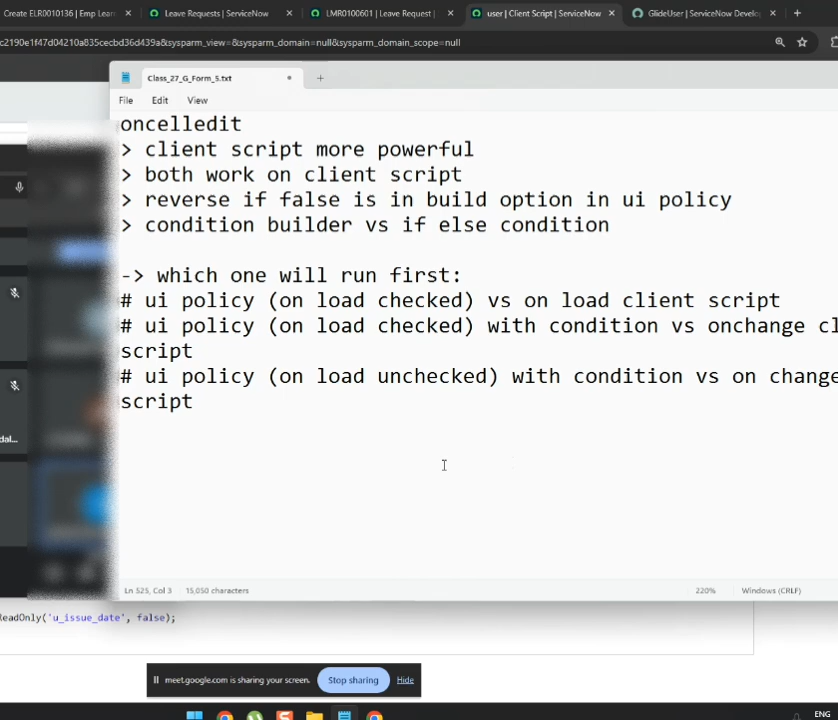 Create ELR0010136 | Emp Lear
Leave Requests | ServiceNow
LMR0100601 | Leave Request |
user | Client Script | ServiceNow
GlideUser | ServiceNow Develo
c2190e1f47d04210a835cecbd36d439a&sysparm_view=&sysparm_domain=null&sysparm_domain_scope=null
Class_27_G_Form_5.txt
File Edit View
oncelledit
> client script more powerful
> both work on client script
> reverse if false is in build option in ui policy
> condition builder vs if else condition
-> which one will run first:
# ui policy (on load checked) vs on load client script
# ui policy (on load checked) with condition vs onchange cl
script
# ui policy (on load unchecked) with condition vs on change
script
dal...
Ln 525, Col 3 15,050 characters 220% Windows (CRLF)
ReadOnly('u_issue_date', false);
meet.google.com is sharing your screen. Stop sharing Hide
ENG